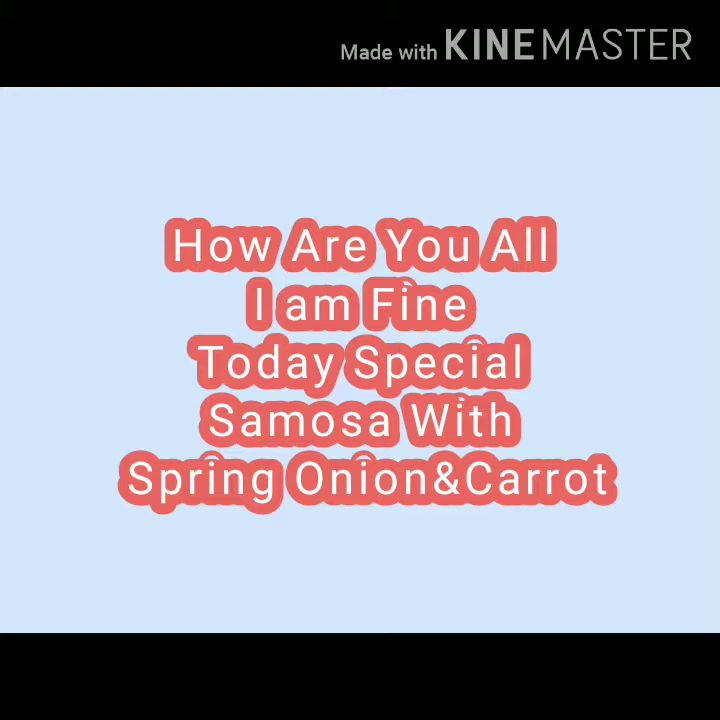 Made with KINEMASTER
How Are You All
I am Fine
Today Special
Samosa With
Spring Onion&Carrot